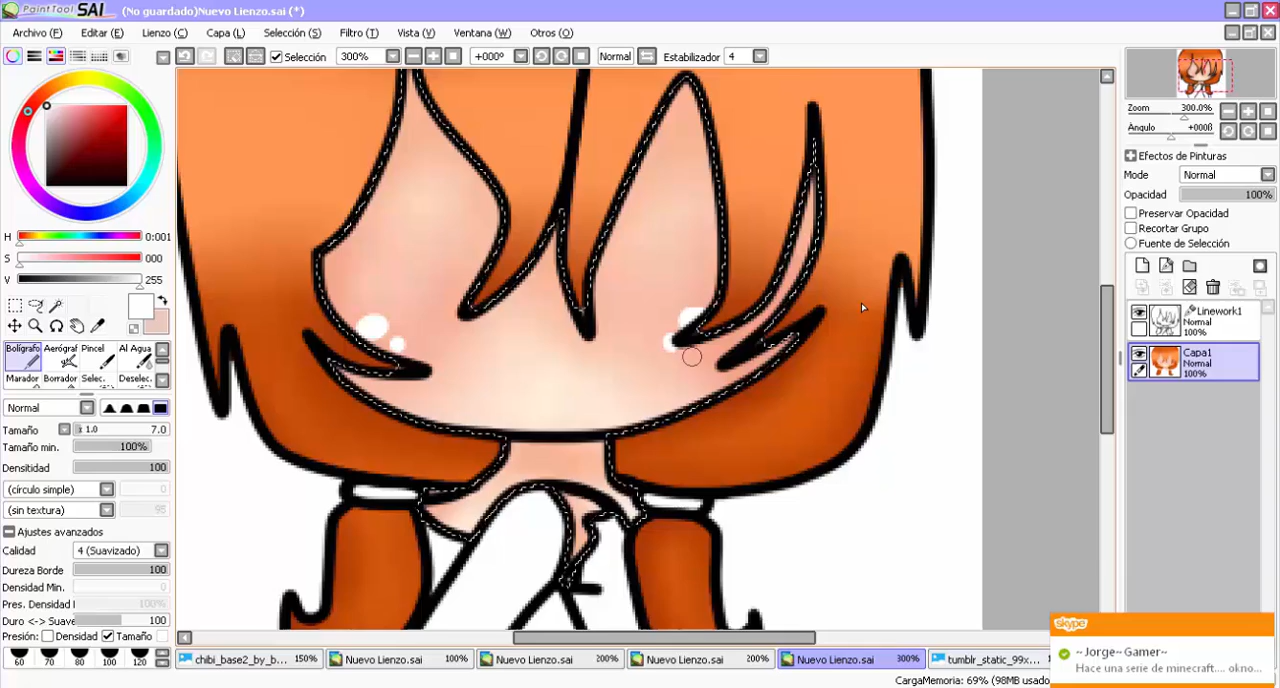 PaintTool SAI (No guardado)Nuevo Lienzo.sai (*)
Archivo (F) Editar (E) Lienzo (C) Capa (L) Selección (S) Filtro (T) Vista (V) Ventana (W) Otros (O)
Selección 300% +000º Normal Estabilizador 4
Zoom 300.0%
Ángulo +000ß
Efectos de Pinturas
Mode Normal
Opacidad 100%
Preservar Opacidad
Recortar Grupo
Fuente de Selección
Linework1
Normal
100%
Capa1
Normal
100%
H 0:001
S 000
V 255
Bolígrafo Aerógraf Pincel Al Agua
Marador Borrador Selec. Deselec.
Normal
Tamaño x 1.0 7.0
Tamaño min. 100%
Densitidad 100
(círculo simple) 0
(sin textura) 95
Ajustes avanzados
Calidad 4 (Suavizado)
Dureza Borde 100
Densidad Min. 0
Pres. Densidad 100%
Duro <-> Suave 100
Presión: Densidad Tamaño
60 70 80 100 120
chibi_base2_by_b... 150% Nuevo Lienzo.sai 100% Nuevo Lienzo.sai 200% Nuevo Lienzo.sai 200% Nuevo Lienzo.sai 300% tumblr_static_99x...
CargaMemoria: 69% (98MB usado
skype
~Jorge~Gamer~
Hace una serie de minecraft.... okno...